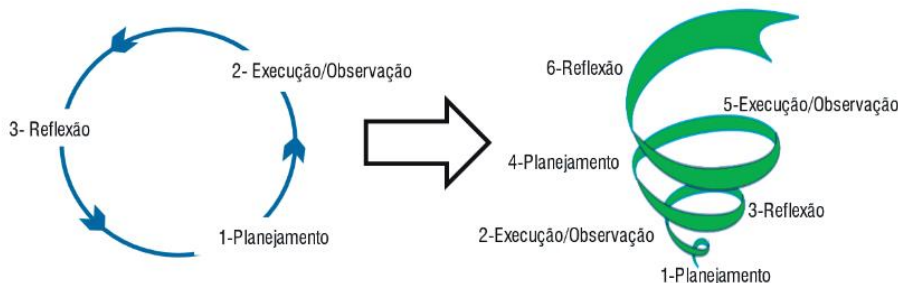 2- Execução/Observação
3- Reflexão
1-Planejamento
6-Reflexão
5-Execução/Observação
4-Planejamento
3-Reflexão
2-Execução/Observação
1-Planejamento